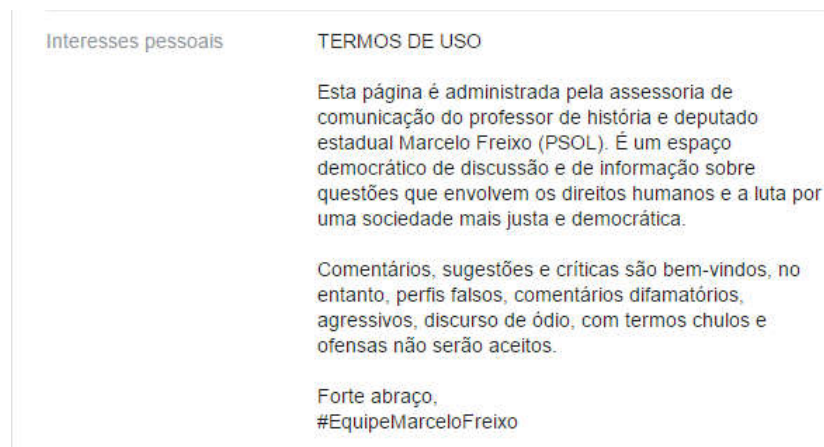 Interesses pessoais
TERMOS DE USO
Esta página é administrada pela assessoria de
comunicação do professor de história e deputado
estadual Marcelo Freixo (PSOL). É um espaço
democrático de discussão e de informação sobre
questões que envolvem os direitos humanos e a luta por
uma sociedade mais justa e democrática.
Comentários, sugestões e críticas são bem-vindos, no
entanto, perfis falsos, comentários difamatórios,
agressivos, discurso de ódio, com termos chulos e
ofensas não serão aceitos.
Forte abraço,
#EquipeMarceloFreixo